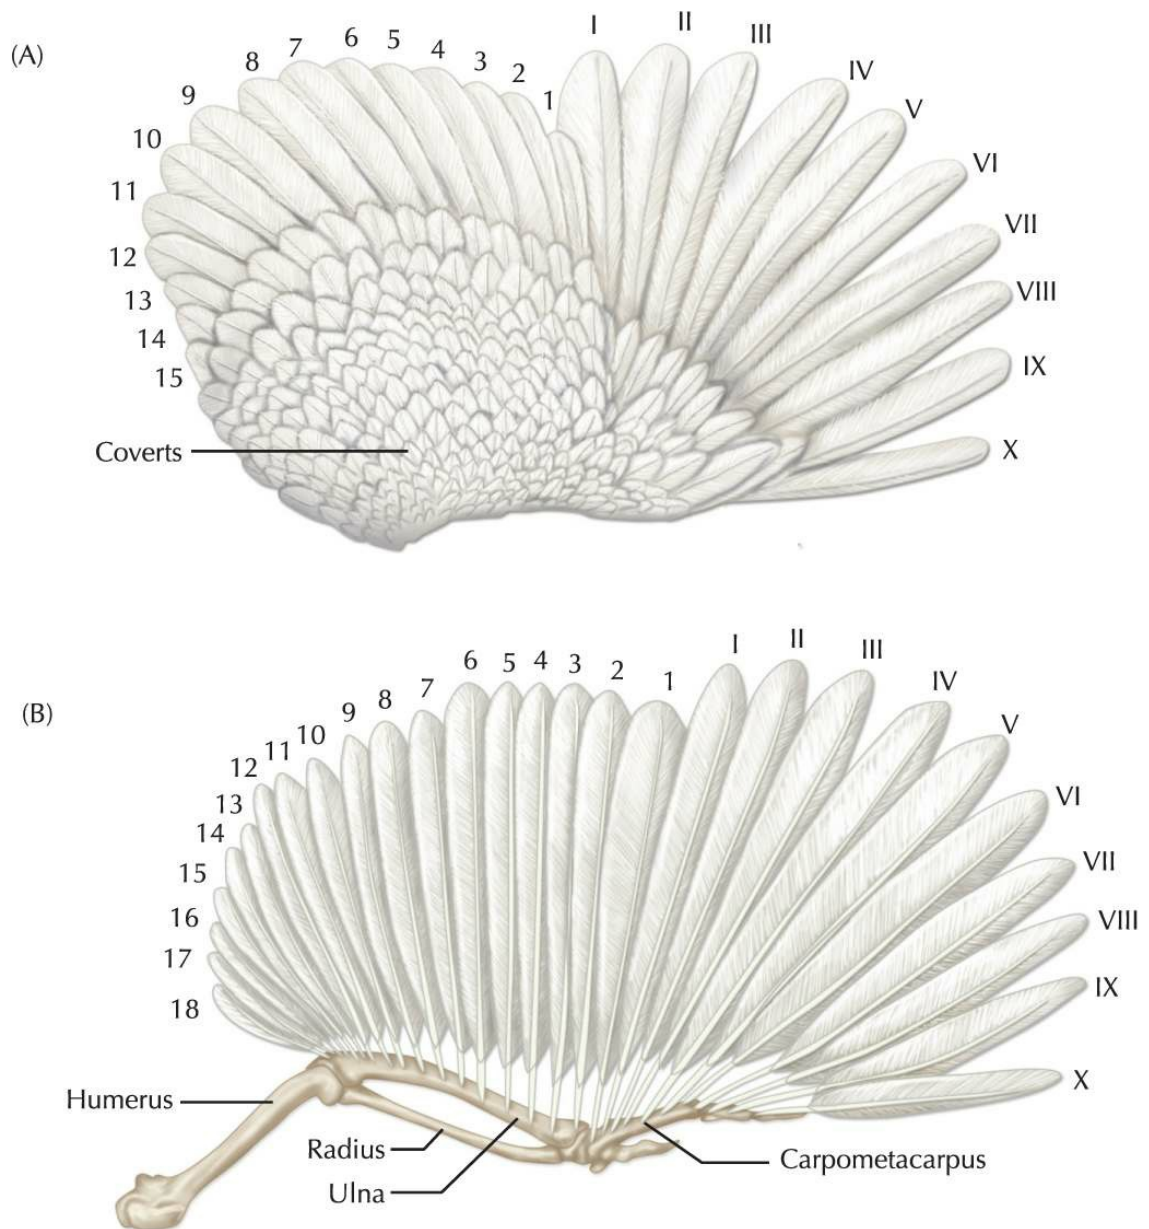 (A)
1
2
3
4
5
6
7
8
9
10
11
12
13
14
15
I
II
III
IV
V
VI
VII
VIII
IX
X
Coverts
(B)
1
2
3
4
5
6
7
8
9
10
11
12
13
14
15
16
17
18
I
II
III
IV
V
VI
VII
VIII
IX
X
Humerus
Radius
Ulna
Carpometacarpus